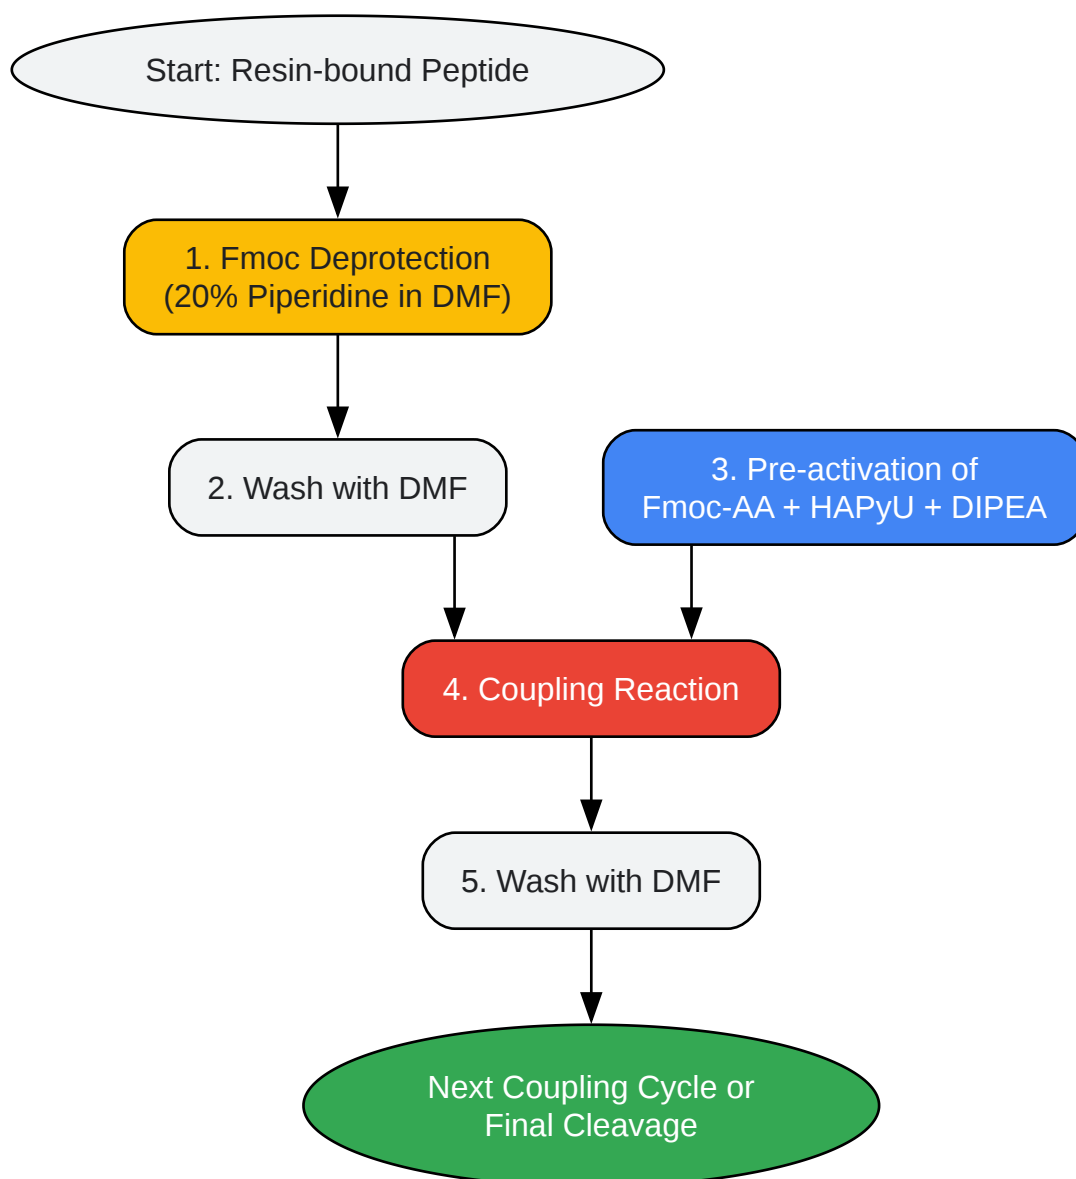 Start: Resin-bound Peptide
1. Fmoc Deprotection
(20% Piperidine in DMF)
2. Wash with DMF
3. Pre-activation of
Fmoc-AA + HAPyU + DIPEA
4. Coupling Reaction
5. Wash with DMF
Next Coupling Cycle or
Final Cleavage